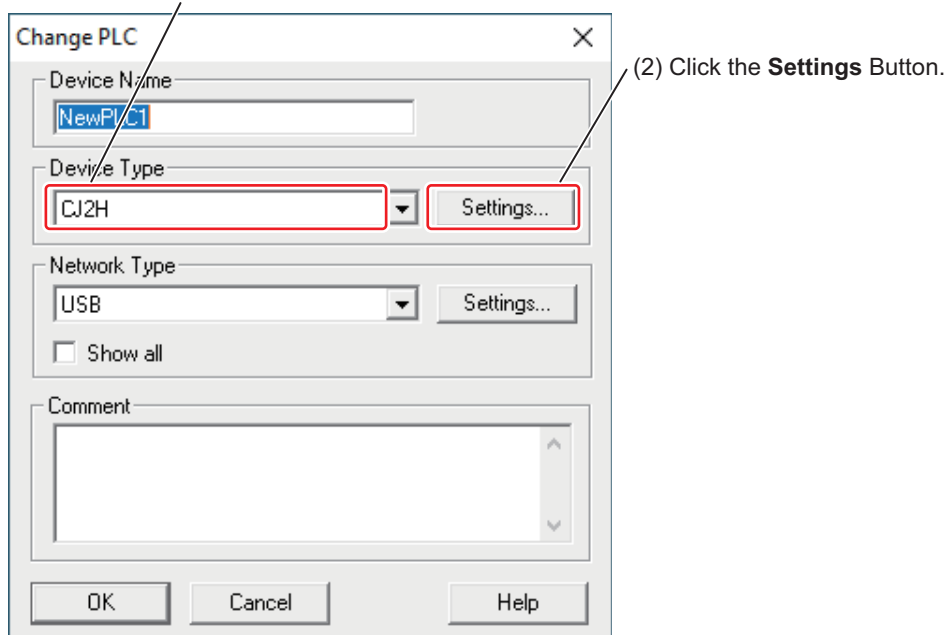 Change PLC
(2) Click the Settings Button.
Device Name
NewPLC1
Device Type
CJ2H
Settings...
Network Type
USB
Settings...
Show all
Comment
OK
Cancel
Help